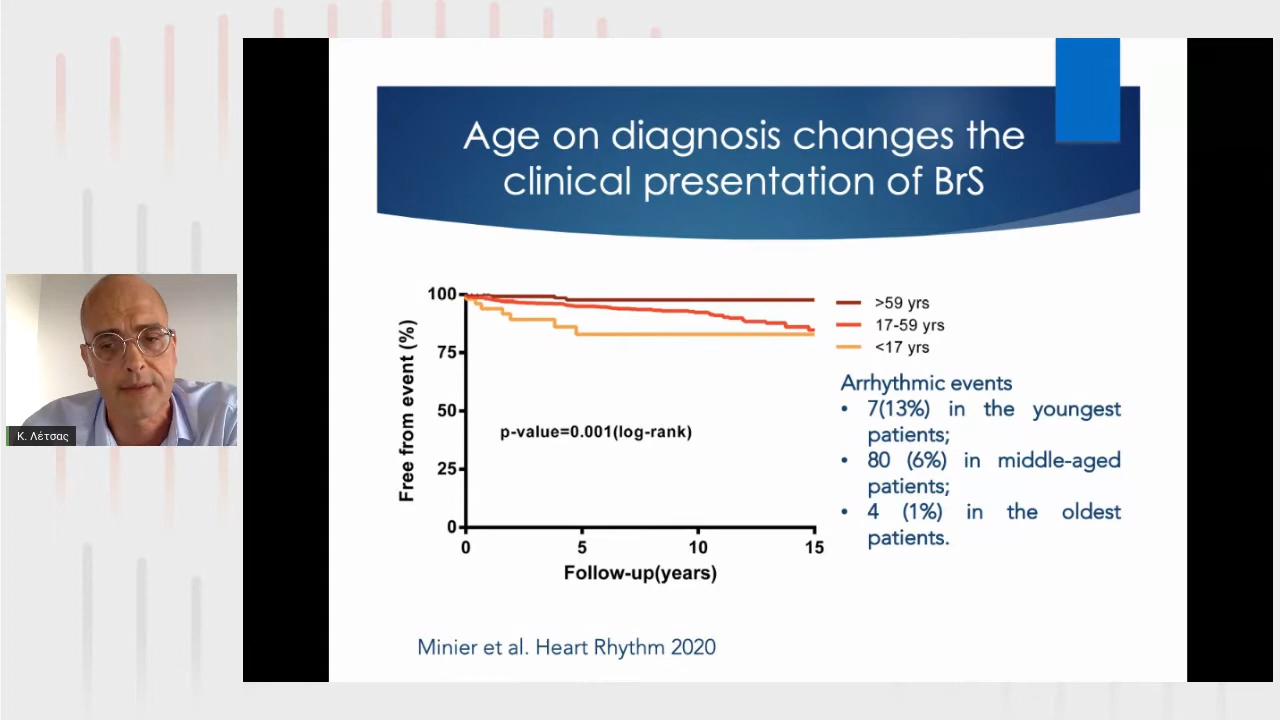 Age on diagnosis changes the
clinical presentation of BrS
100
75
50
25
0
Free from event (%)
p-value=0.001(log-rank)
0 5 10 15
Follow-up(years)
>59 yrs
17-59 yrs
<17 yrs
Arrhythmic events
• 7(13%) in the youngest
patients;
• 80 (6%) in middle-aged
patients;
• 4 (1%) in the oldest
patients.
Minier et al. Heart Rhythm 2020
Κ. Λέτσας